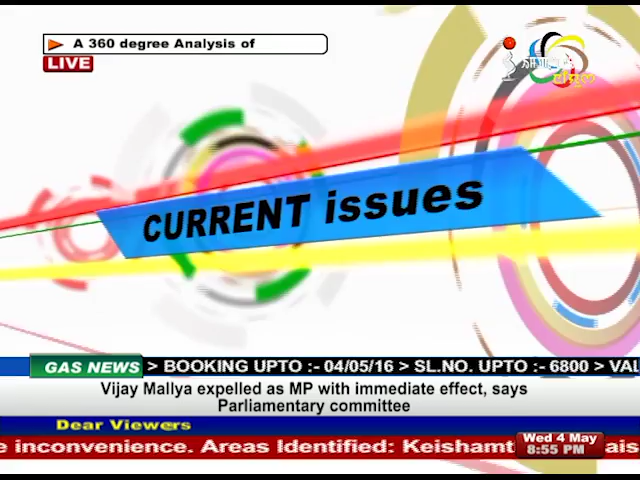 A 360 degree Analysis of
LIVE
CURRENT issues
GAS NEWS > BOOKING UPTO :- 04/05/16 > SL.NO. UPTO :- 6800 > VAL
Vijay Mallya expelled as MP with immediate effect, says
Parliamentary committee
Dear Viewers
e inconvenience. Areas Identified: Keishamt
Wed 4 May
8:55 PM